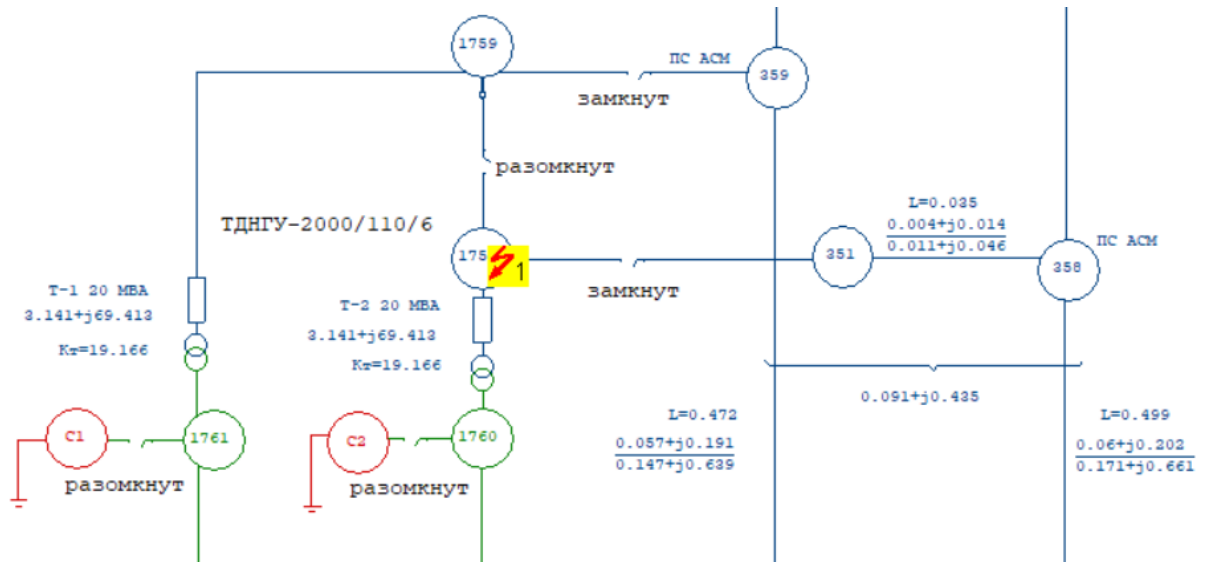 1759
ПС АСМ
359
замкнут
разомкнут
ТДНГУ-2000/110/6
L=0.035
0.004+j0.014
0.011+j0.046
ПС АСМ
175
1
351
358
замкнут
Т-1 20 МВА
3.141+j69.413
Кт=19.166
Т-2 20 МВА
3.141+j69.413
Кт=19.166
0.091+j0.435
L=0.472
0.057+j0.191
0.147+j0.639
L=0.499
0.06+j0.202
0.171+j0.661
С1
1761
С2
1760
разомкнут
разомкнут